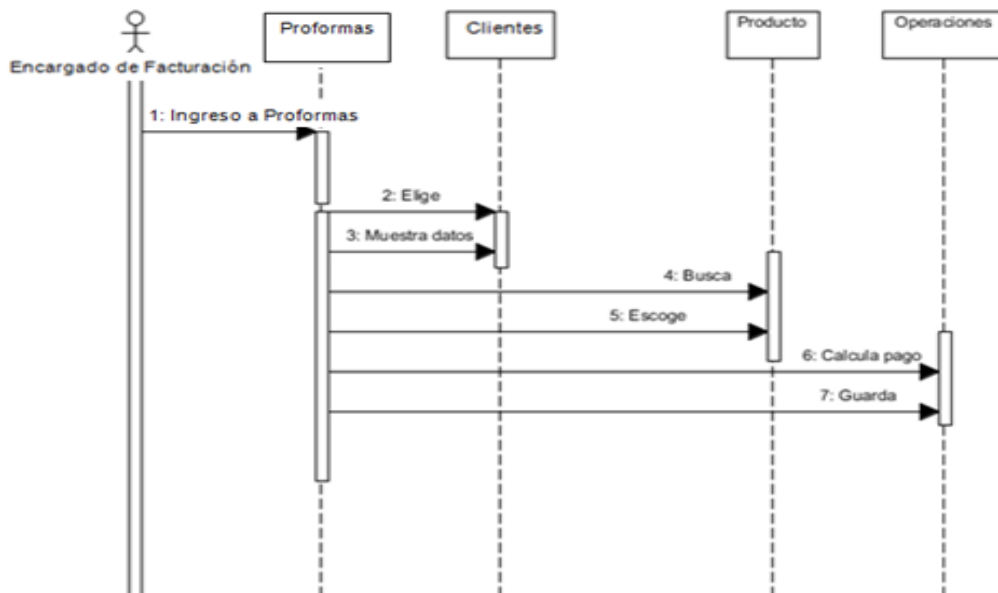 Proformas
Clientes
Producto
Operaciones
Encargado de Facturación
1: Ingreso a Proformas
2: Elige
3: Muestra datos
4: Busca
5: Escoge
6: Calcula pago
7: Guarda